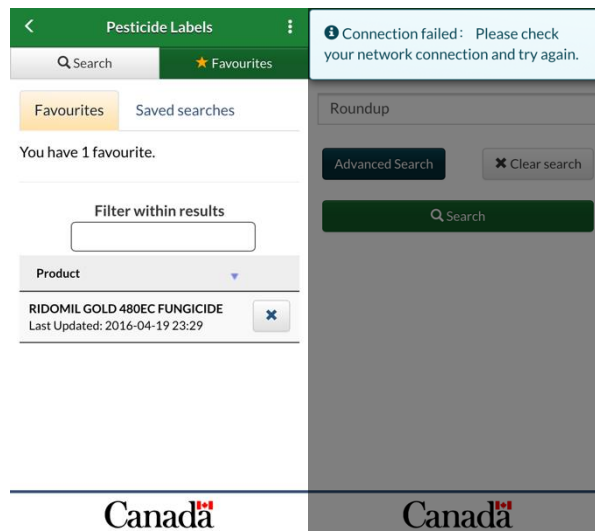 Pesticide Labels
Search
Favourites
Favourites
Saved searches
You have 1 favourite.
Filter within results
Product
RIDOMIL GOLD 480EC FUNGICIDE
Last Updated: 2016-04-19 23:29
Canada
Connection failed: Please check
your network connection and try again.
Roundup
Advanced Search
Clear search
Search
Canada